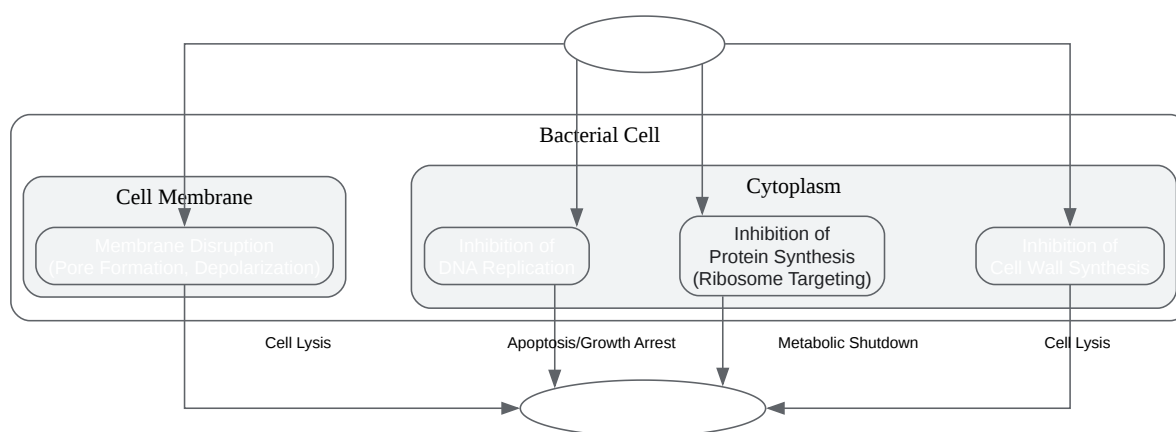 Bacterial Cell
Cell Membrane
Cytoplasm
Membrane Disruption
(Pore Formation, Depolarization)
Inhibition of
DNA Replication
Inhibition of
Protein Synthesis
(Ribosome Targeting)
Inhibition of
Cell Wall Synthesis
Cell Lysis
Apoptosis/Growth Arrest
Metabolic Shutdown
Cell Lysis